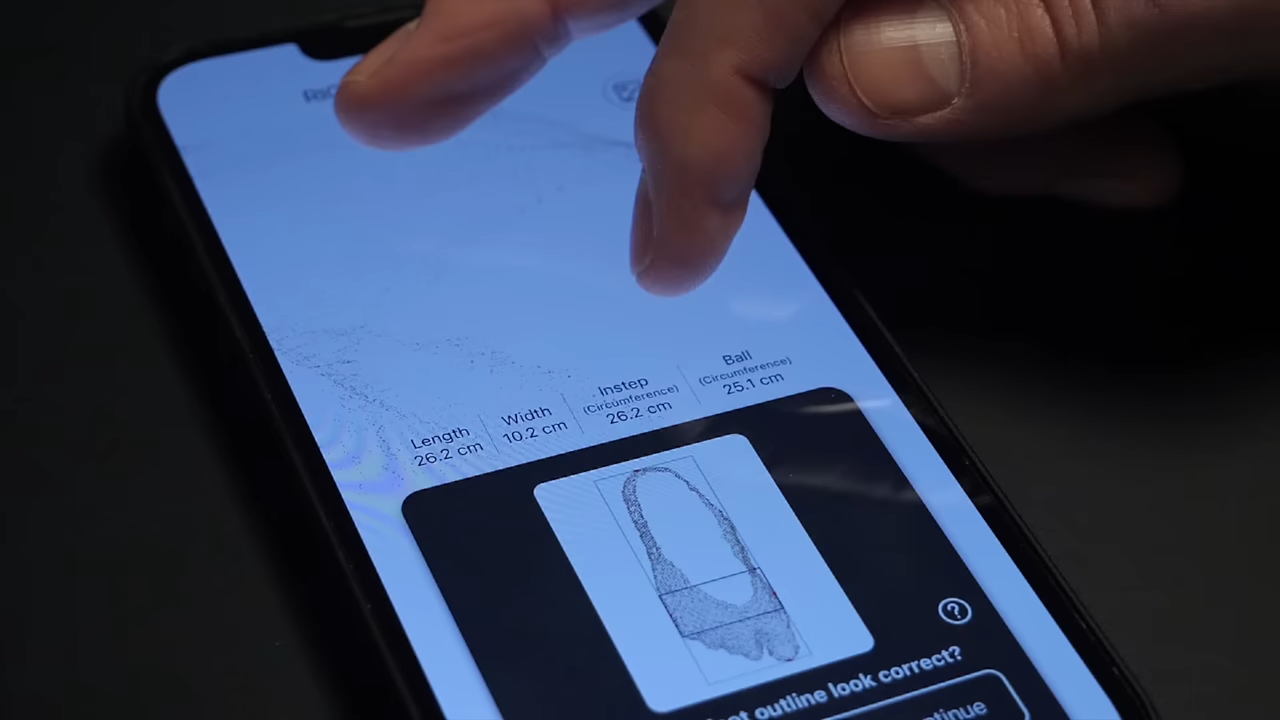 Length
26.2 cm
Width
10.2 cm
Instep
(Circumference)
26.2 cm
Ball
(Circumference)
25.1 cm
?
outline look correct?